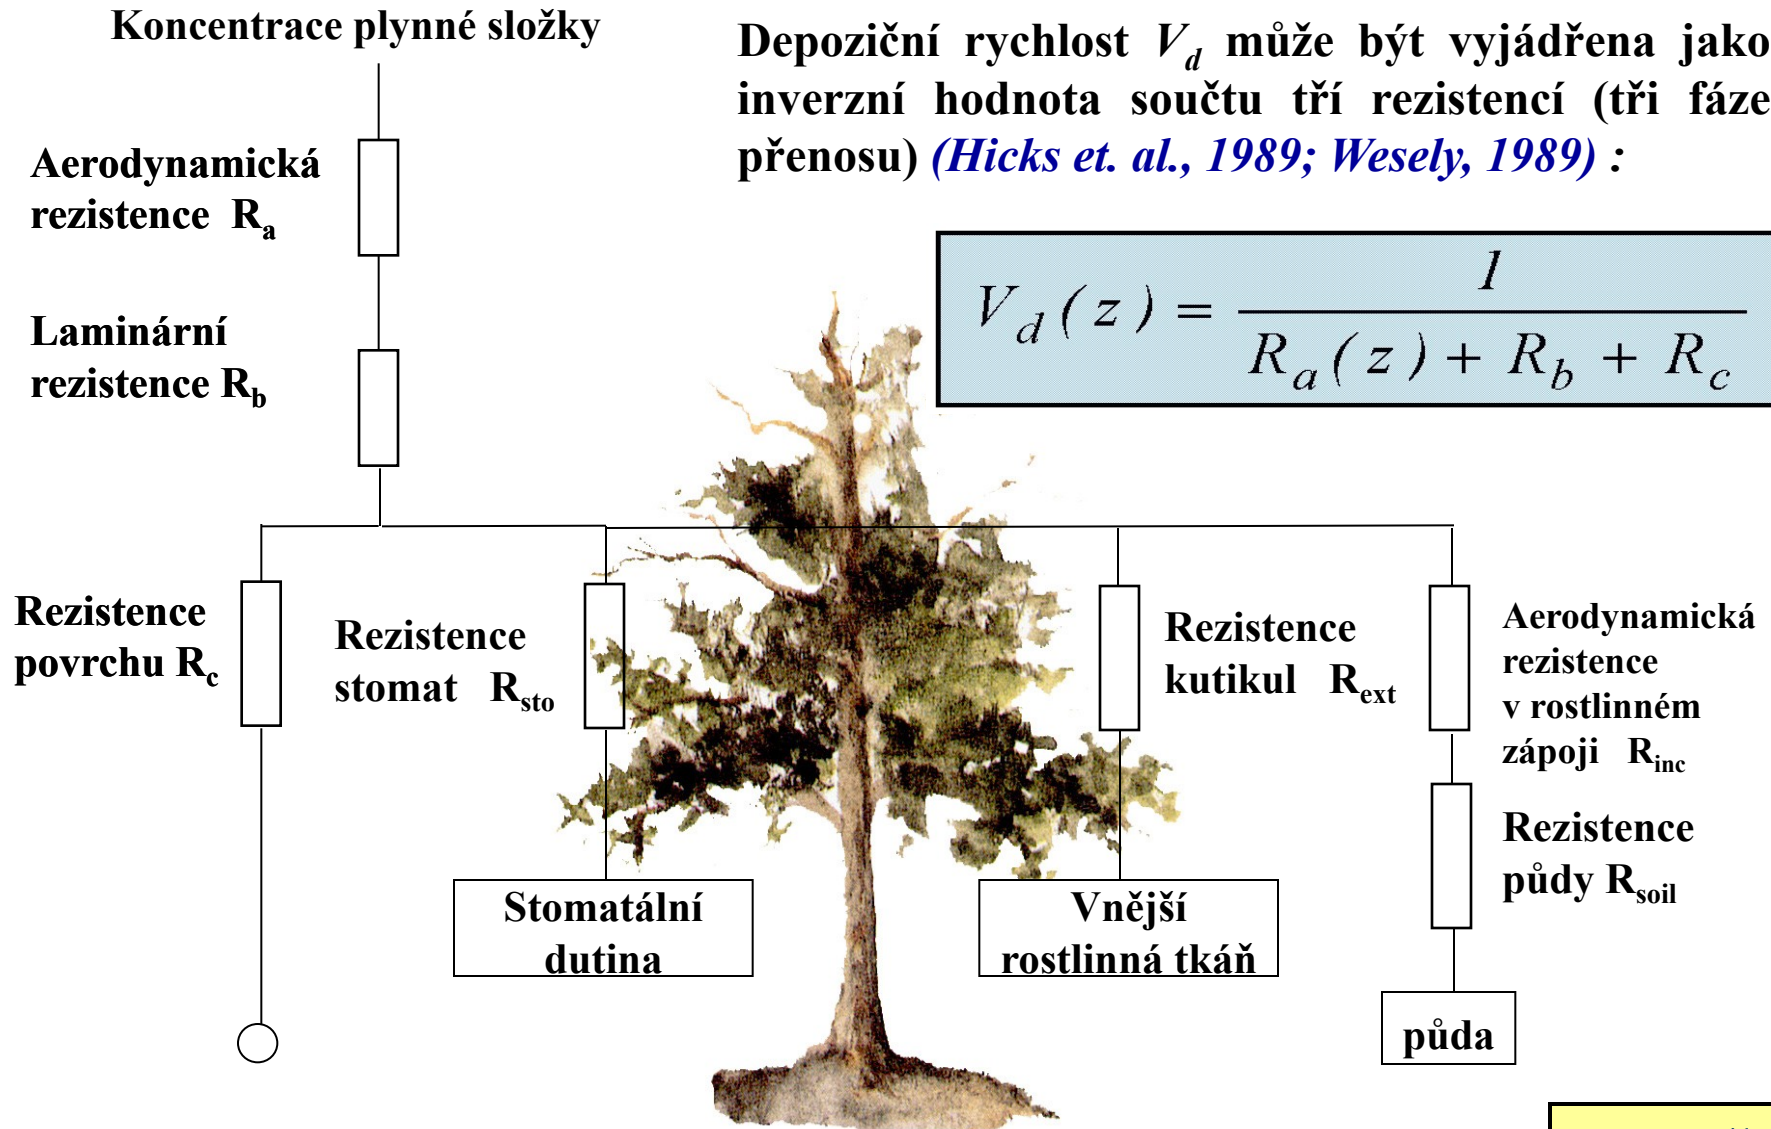 Koncentrace plynné složky
Depoziční rychlost V_d může být vyjádřena jako
inverzní hodnota součtu tří rezistencí (tři fáze
přenosu) (Hicks et. al., 1989; Wesely, 1989) :
V_d ( z ) = 1 / R_a ( z ) + R_b + R_c
Aerodynamická
rezistence R_a
Laminární
rezistence R_b
Rezistence
povrchu R_c
Rezistence
stomat R_sto
Rezistence
kutikul R_ext
Aerodynamická
rezistence
v rostlinném
zápoji R_inc
Rezistence
půdy R_soil
Stomatální
dutina
Vnější
rostlinná tkáň
půda